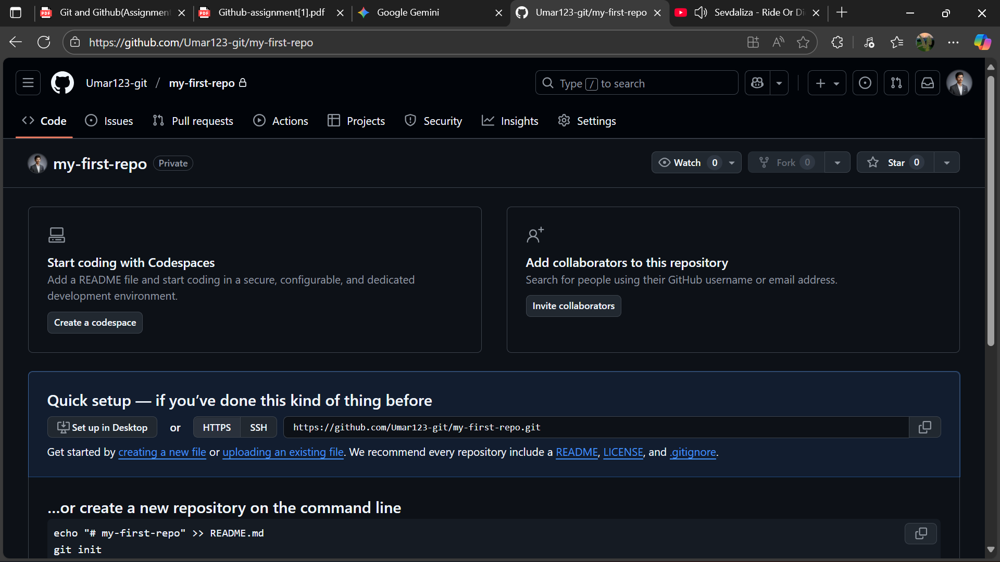 Git and Github(Assignment
Github-assignment[1].pdf
Google Gemini
Umar123-git/my-first-repo
Sevdaliza - Ride Or Di
https://github.com/Umar123-git/my-first-repo
Umar123-git / my-first-repo
Type / to search
Code
Issues
Pull requests
Actions
Projects
Security
Insights
Settings
my-first-repo Private
Watch 0
Fork 0
Star 0
Start coding with Codespaces
Add a README file and start coding in a secure, configurable, and dedicated
development environment.
Create a codespace
Add collaborators to this repository
Search for people using their GitHub username or email address.
Invite collaborators
Quick setup — if you’ve done this kind of thing before
Set up in Desktop or HTTPS SSH https://github.com/Umar123-git/my-first-repo.git
Get started by creating a new file or uploading an existing file. We recommend every repository include a README, LICENSE, and .gitignore.
...or create a new repository on the command line
echo "# my-first-repo" >> README.md
git init